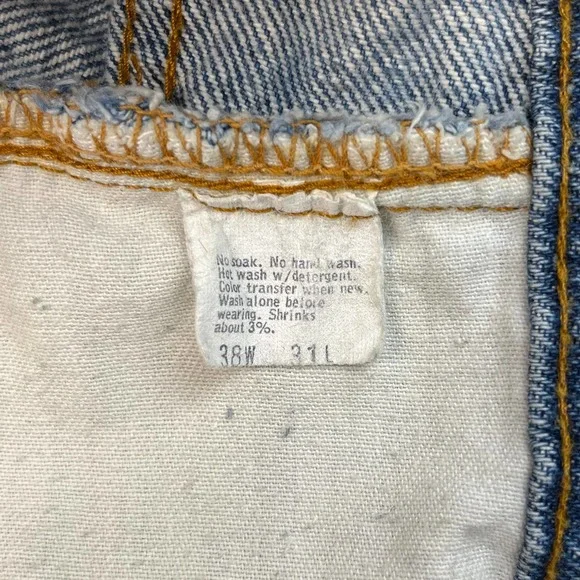 No soak. No hand wash.
Hot wash w/detergent.
Color transfer when new.
Wash alone before
wearing. Shrinks
about 3%.
38W 31L